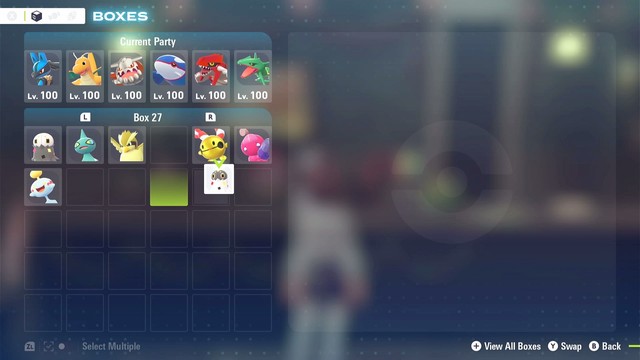 BOXES
Current Party
Lv. 100 Lv. 100 Lv. 100 Lv. 100 Lv. 100 Lv. 100
L Box 27 R
ZL Select Multiple
+ View All Boxes Y Swap B Back